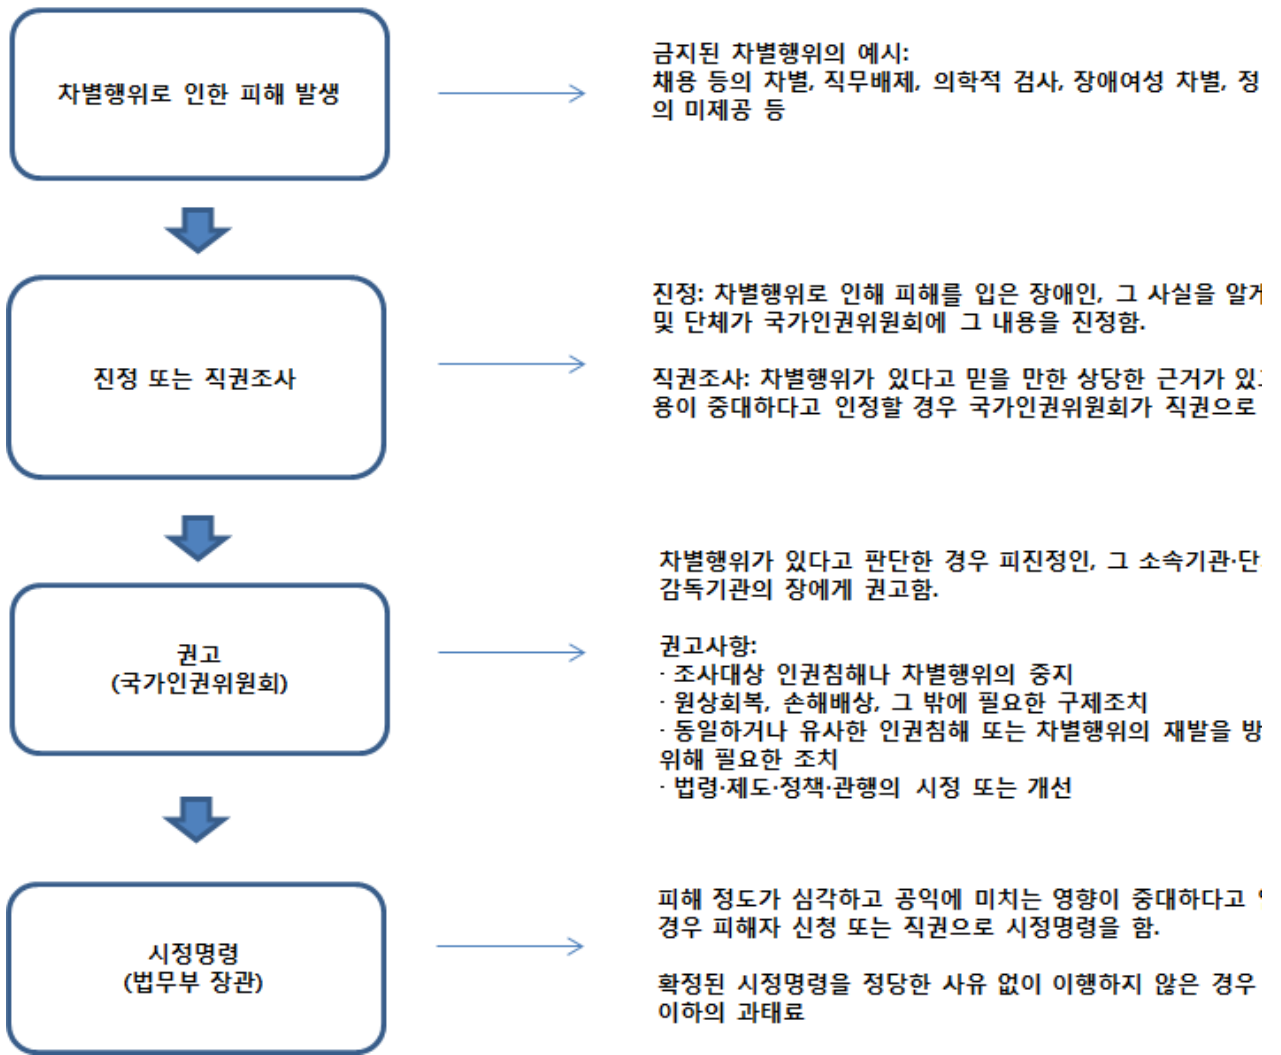 차별행위로 인한 피해 발생
금지된 차별행위의 예시:
채용 등의 차별, 직무배제, 의학적 검사, 장애여성 차별, 정
의 미제공 등
진정 또는 직권조사
진정: 차별행위로 인해 피해를 입은 장애인, 그 사실을 알게
및 단체가 국가인권위원회에 그 내용을 진정함.
직권조사: 차별행위가 있다고 믿을 만한 상당한 근거가 있고
용이 중대하다고 인정할 경우 국가인권위원회가 직권으로
권고
(국가인권위원회)
차별행위가 있다고 판단한 경우 피진정인, 그 소속기관·단
감독기관의 장에게 권고함.
권고사항:
· 조사대상 인권침해나 차별행위의 중지
· 원상회복, 손해배상, 그 밖에 필요한 구제조치
· 동일하거나 유사한 인권침해 또는 차별행위의 재발을 방
위해 필요한 조치
· 법령·제도·정책·관행의 시정 또는 개선
시정명령
(법무부 장관)
피해 정도가 심각하고 공익에 미치는 영향이 중대하다고
경우 피해자 신청 또는 직권으로 시정명령을 함.
확정된 시정명령을 정당한 사유 없이 이행하지 않은 경우
이하의 과태료